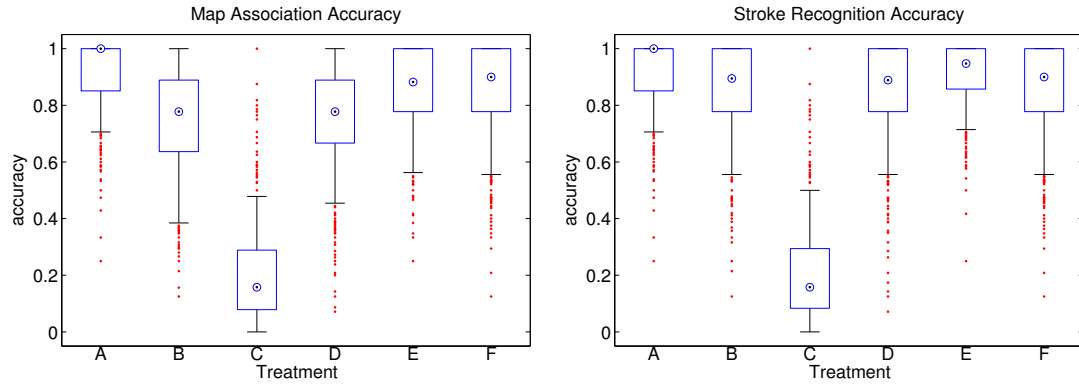 Map Association Accuracy
accuracy
1
0.8
0.6
0.4
0.2
0
A B C D E F
Treatment
Stroke Recognition Accuracy
accuracy
1
0.8
0.6
0.4
0.2
0
A B C D E F
Treatment